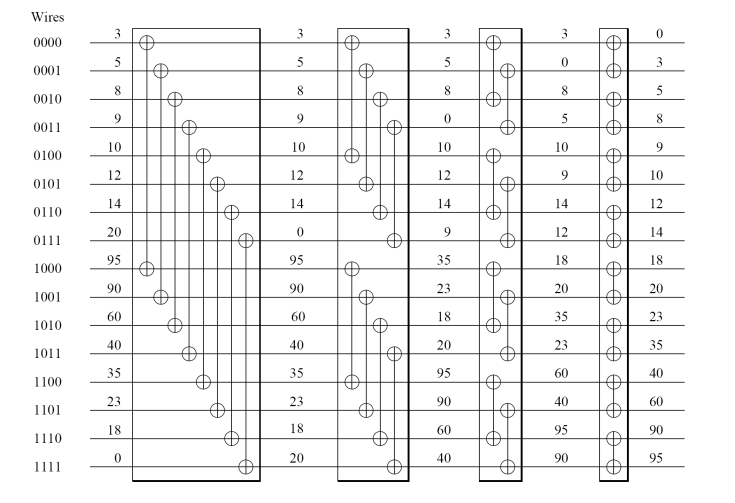 Wires
0000 3 3 3 3 0
0001 5 5 5 0 3
0010 8 8 8 8 5
0011 9 9 0 5 8
0100 10 10 10 10 9
0101 12 12 12 9 10
0110 14 14 14 14 12
0111 20 0 9 12 14
1000 95 95 35 18 18
1001 90 90 23 20 20
1010 60 60 18 35 23
1011 40 40 20 23 35
1100 35 35 95 60 40
1101 23 23 90 40 60
1110 18 18 60 95 90
1111 0 20 40 90 95